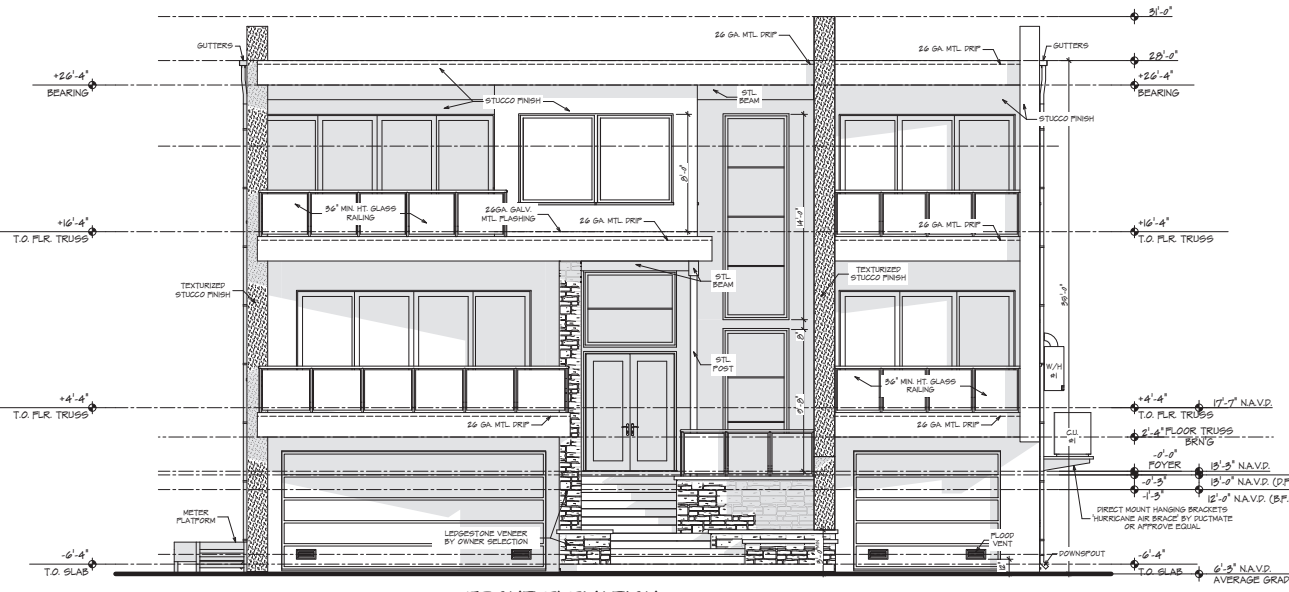 31'-0"
26 GA. MTL. DRIP
GUTTERS
26 GA. MTL. DRIP
GUTTERS
28'-0"
+26'-4"
BEARING
+26'-4"
BEARING
STUCCO FINISH
STL.
BEAM
STUCCO FINISH
8'-0"
36" MIN. HT. GLASS
RAILING
26GA. GALV.
MTL. FLASHING
26 GA. MTL. DRIP
14'-0"
26 GA. MTL. DRIP
+16'-4"
T.O. FLR. TRUSS
+16'-4"
T.O. FLR. TRUSS
TEXTURIZED
STUCCO FINISH
STL.
BEAM
TEXTURIZED
STUCCO FINISH
STL.
POST
36" MIN. HT. GLASS
RAILING
W/H
#1
+4'-4"
T.O. FLR. TRUSS
+4'-4"
T.O. FLR. TRUSS
17'-7" N.A.V.D.
26 GA. MTL. DRIP
26 GA. MTL. DRIP
C.U.
#1
2'-4" FLOOR TRUSS
BRN'G
-0'-0"
FOYER
13'-3" N.A.V.D.
-0'-3"
13'-0" N.A.V.D. (D.F.
-1'-3"
12'-0" N.A.V.D. (B.F.
DIRECT MOUNT HANGING BRACKETS
'HURRICANE AIR BRACE' BY DUCTMATE
OR APPROVE EQUAL
METER
PLATFORM
LEDGESTONE VENEER
BY OWNER SELECTION
FLOOD
VENT
DOWNSPOUT
-6'-4"
T.O. SLAB
-6'-4"
T.O. SLAB
6'-3" N.A.V.D.
AVERAGE GRAD